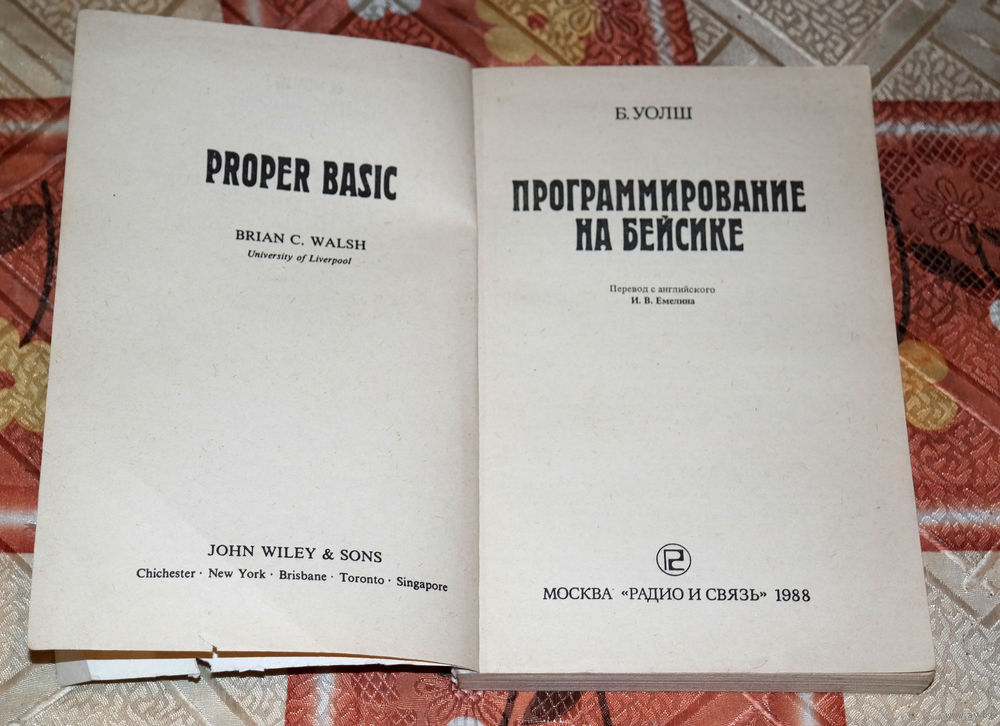 PROPER BASIC
BRIAN C. WALSH
University of Liverpool
JOHN WILEY & SONS
Chichester · New York · Brisbane · Toronto · Singapore
Б. УОЛШ
ПРОГРАММИРОВАНИЕ
НА БЕЙСИКЕ
Перевод с английского
И. В. Емелина
МОСКВА «РАДИО И СВЯЗЬ» 1988